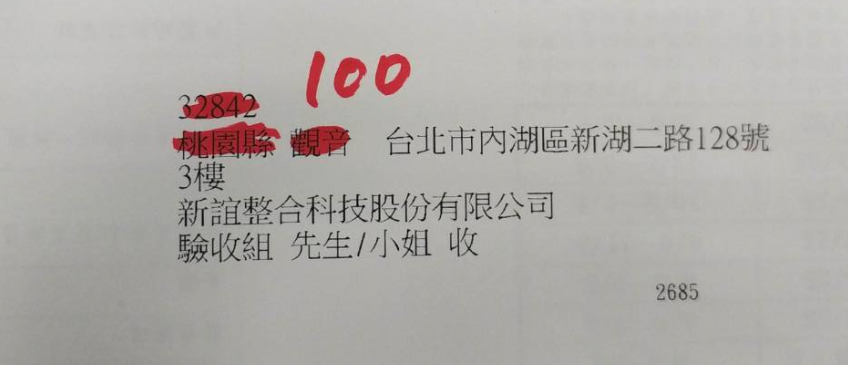 100
32842
桃園縣 觀音 台北市內湖區新湖二路128號
3樓
新誼整合科技股份有限公司
驗收組 先生/小姐 收
2685